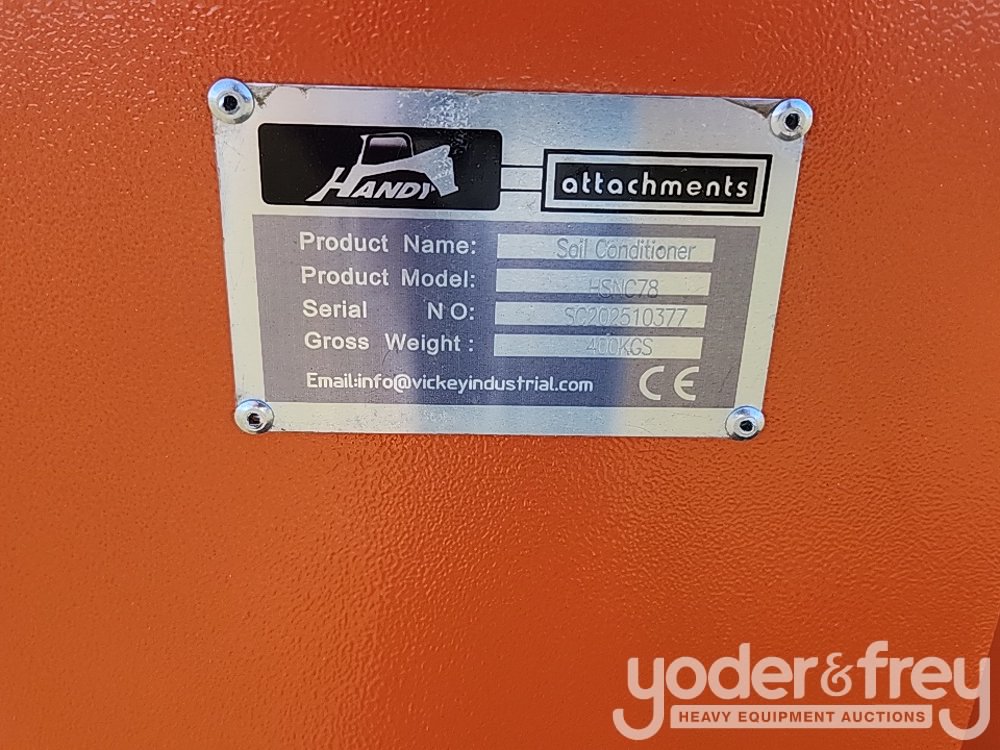 HANDY
attachments
Product Name: Soil Conditioner
Product Model: HSNC78
Serial NO: SC202510377
Gross Weight: 400KGS
Email:info@vickeyindustrial.com CE
yoder&frey
HEAVY EQUIPMENT AUCTIONS